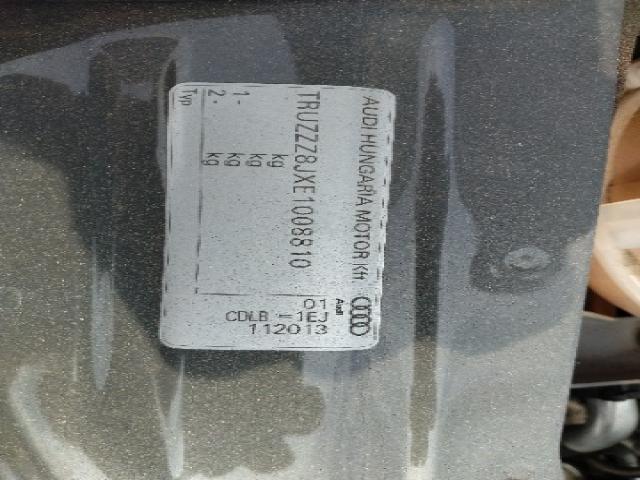 AUDI HUNGARIA MOTOR Kft
TRUZZZ8JXE1008810
kg
kg
1- kg
2- kg
Typ
Audi
01
CDLB - 1EJ
112013